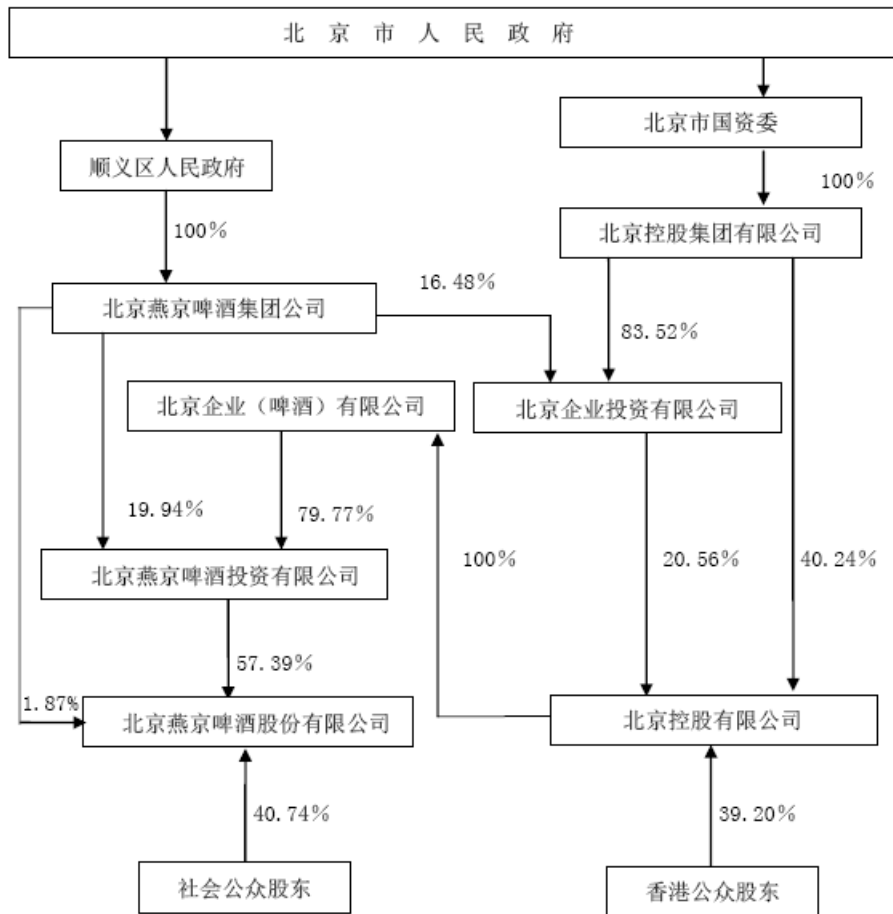 北京市人民政府
北京市国资委
顺义区人民政府
100%
100%
北京控股集团有限公司
北京燕京啤酒集团公司
16.48%
83.52%
北京企业（啤酒）有限公司
北京企业投资有限公司
19.94%
79.77%
100%
20.56%
40.24%
北京燕京啤酒投资有限公司
57.39%
1.87%
北京燕京啤酒股份有限公司
北京控股有限公司
40.74%
39.20%
社会公众股东
香港公众股东